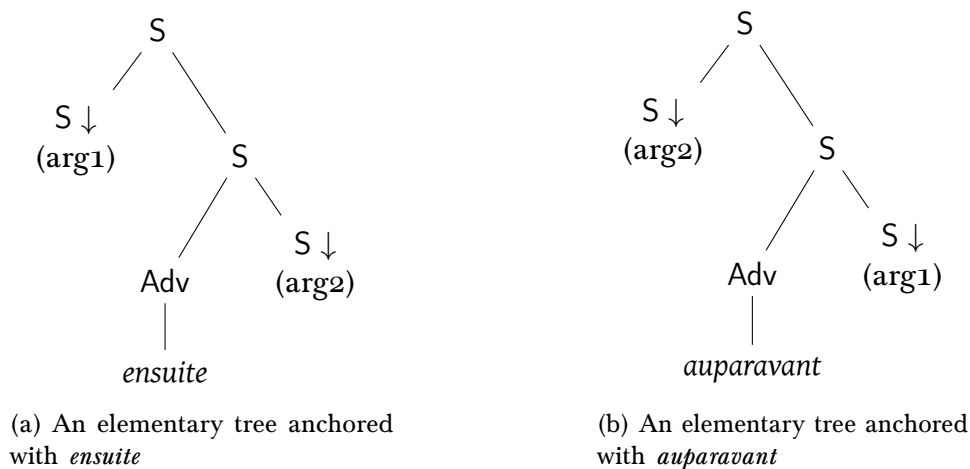 S
S ↓
(arg1)
S
Adv
S ↓
(arg2)
ensuite
(a) An elementary tree anchored
with ensuite
S
S ↓
(arg2)
S
Adv
S ↓
(arg1)
auparavant
(b) An elementary tree anchored
with auparavant